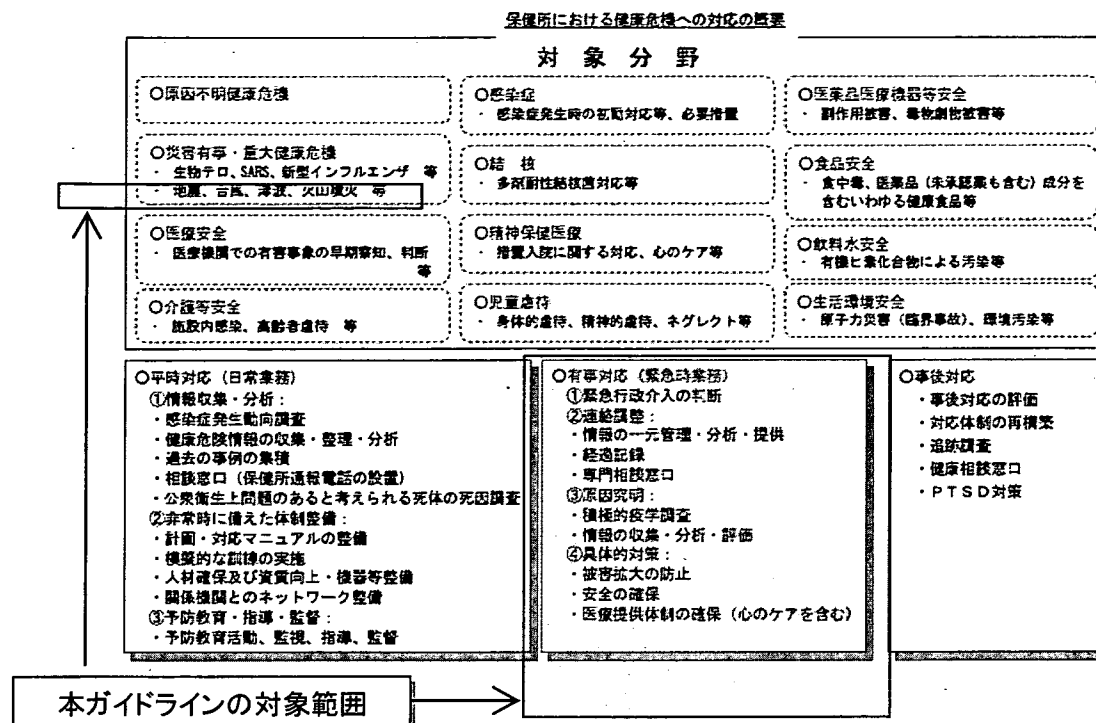 保健所における健康危機への対応の概要
対象分野
○原因不明健康危機
○災害有事・重大健康危機
・ 生物テロ、SARS、新型インフルエンザ 等
・ 地震、台風、津波、火山噴火 等
○医療安全
・ 医療機関での有害事象の早期察知、判断
等
○介護等安全
・ 施設内感染、高齢者虐待 等
○感染症
・ 感染症発生時の初動対応等、必要措置
○結 核
・ 多剤耐性結核菌対応等
○精神保健医療
・ 措置入院に関する対応、心のケア等
○児童虐待
・ 身体的虐待、精神的虐待、ネグレクト等
○医薬品医療機器等安全
・ 副作用被害、毒物劇物被害等
○食品安全
・ 食中毒、医薬品(未承認薬も含む)成分を
含むいわゆる健康食品等
○飲料水安全
・ 有機ヒ素化合物による汚染等
○生活環境安全
・ 原子力災害(臨界事故)、環境汚染等
○平時対応(日常業務)
①情報収集・分析:
・感染症発生動向調査
・健康危険情報の収集・整理・分析
・過去の事例の集積
・相談窓口(保健所通報電話の設置)
・公衆衛生上問題のあると考えられる死体の死因調査
②非常時に備えた体制整備:
・計画・対応マニュアルの整備
・模擬的な訓練の実施
・人材確保及び資質向上・機器等整備
・関係機関とのネットワーク整備
③予防教育・指導・監督:
・予防教育活動、監視、指導、監督
○有事対応(緊急時業務)
①緊急行政介入の判断
②連絡調整:
・情報の一元管理・分析・提供
・経過記録
・専門相談窓口
③原因究明:
・積極的疫学調査
・情報の収集・分析・評価
④具体的対策:
・被害拡大の防止
・安全の確保
・医療提供体制の確保(心のケアを含む)
○事後対応
・事後対応の評価
・対応体制の再構築
・追跡調査
・健康相談窓口
・PTSD対策
本ガイドラインの対象範囲